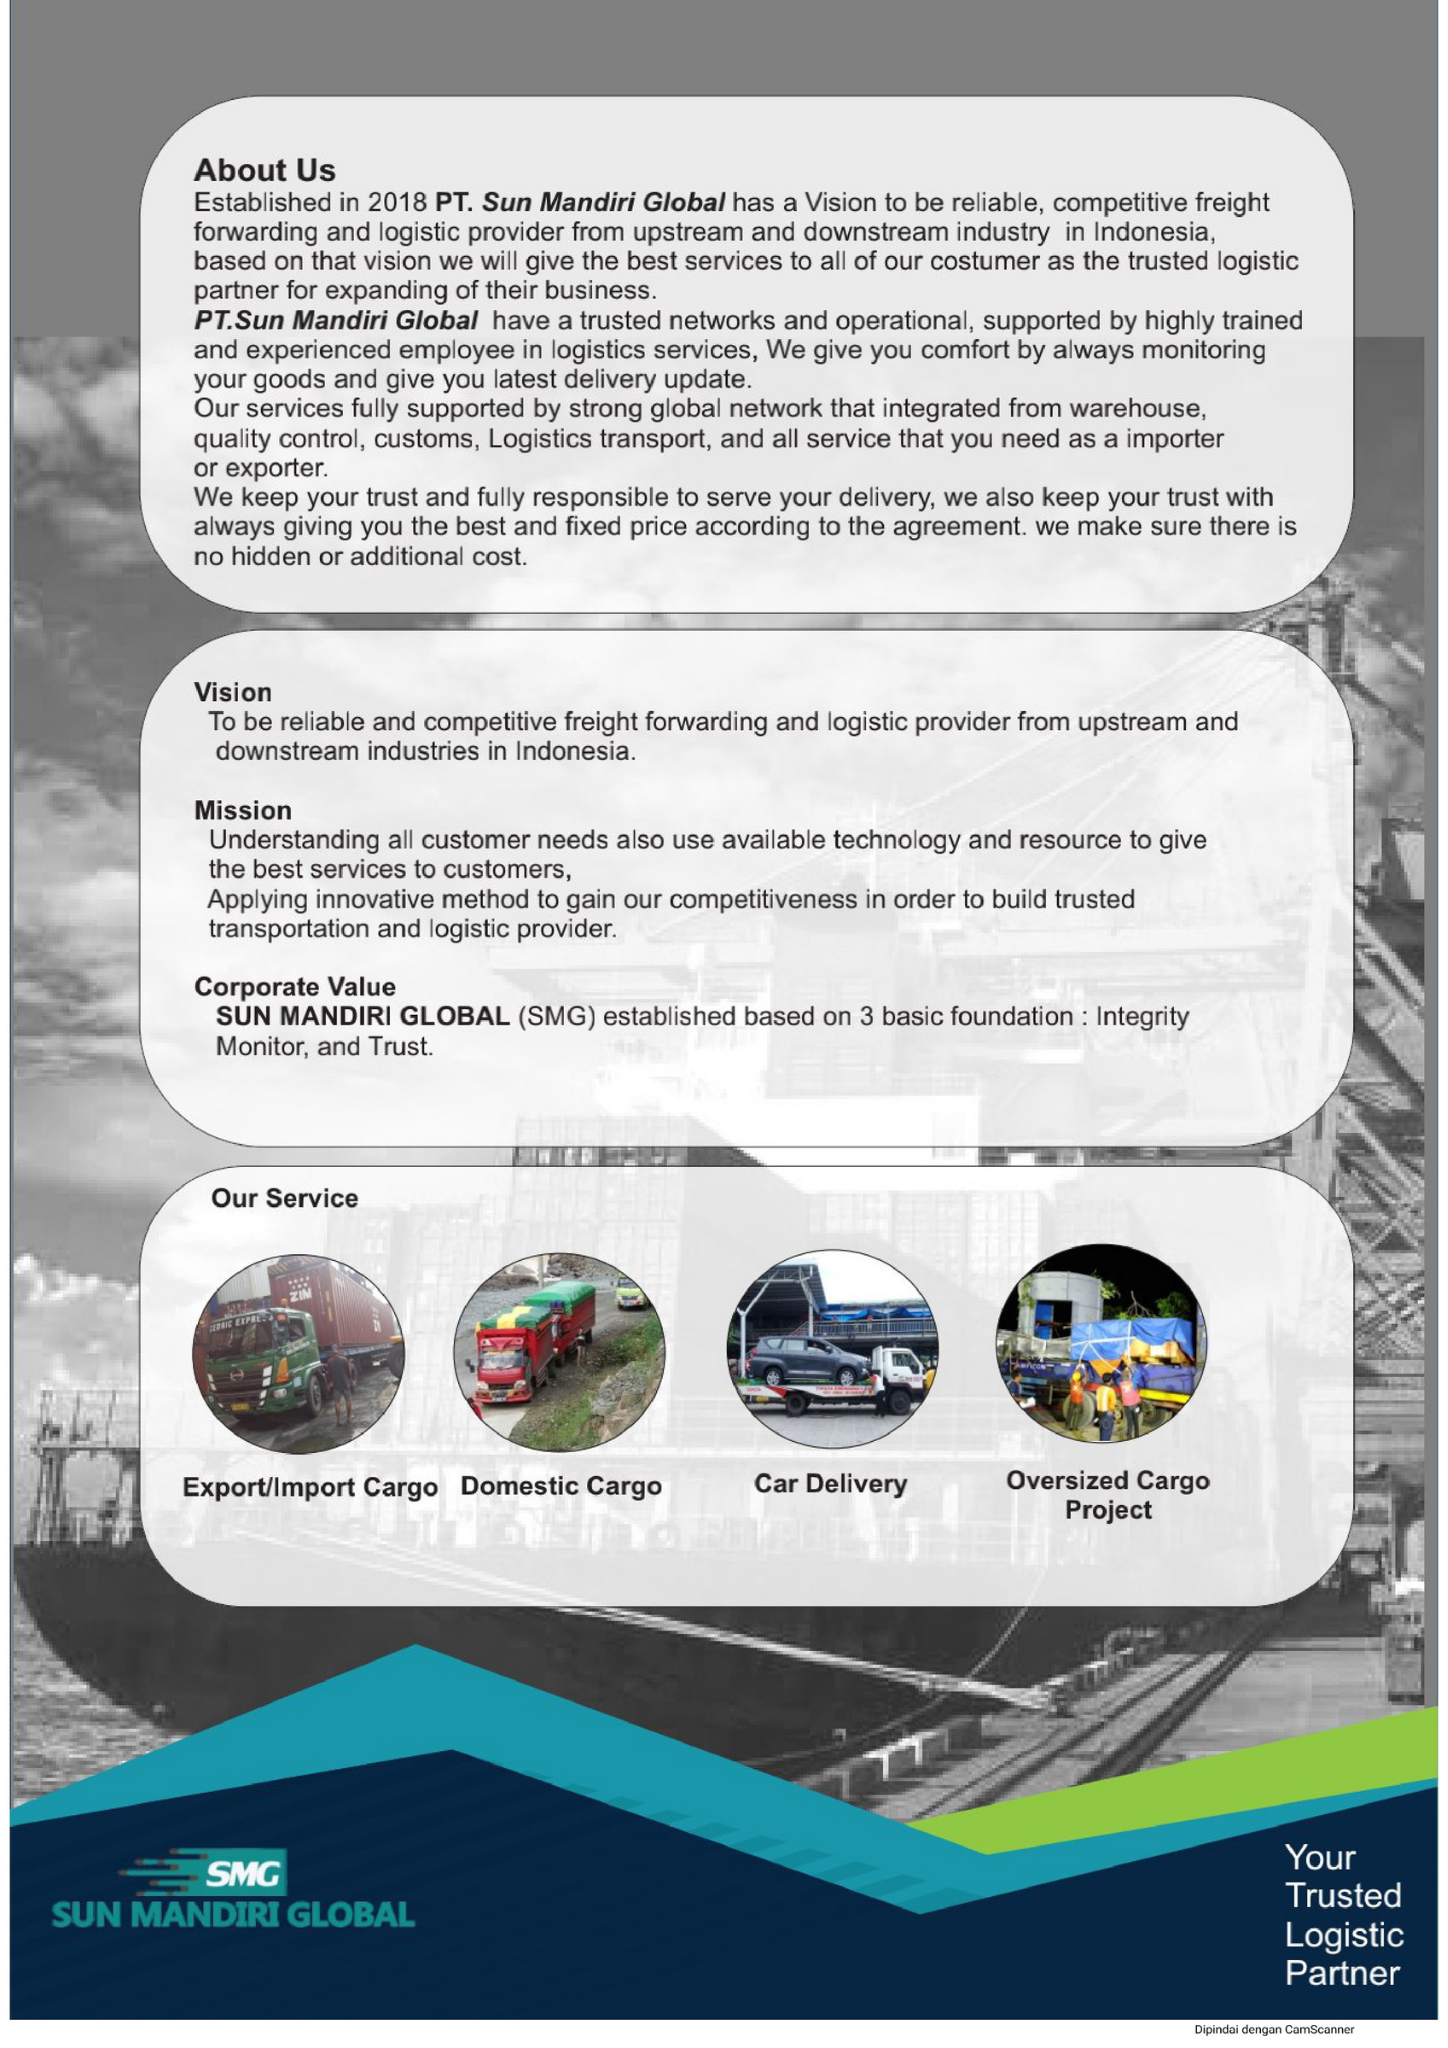 About Us
Established in 2018 PT. Sun Mandiri Global has a Vision to be reliable, competitive freight
forwarding and logistic provider from upstream and downstream industry in Indonesia,
based on that vision we will give the best services to all of our costumer as the trusted logistic
partner for expanding of their business.
PT.Sun Mandiri Global have a trusted networks and operational, supported by highly trained
and experienced employee in logistics services, We give you comfort by always monitoring
your goods and give you latest delivery update.
Our services fully supported by strong global network that integrated from warehouse,
quality control, customs, Logistics transport, and all service that you need as a importer
or exporter.
We keep your trust and fully responsible to serve your delivery, we also keep your trust with
always giving you the best and fixed price according to the agreement. we make sure there is
no hidden or additional cost.
Vision
To be reliable and competitive freight forwarding and logistic provider from upstream and
downstream industries in Indonesia.
Mission
Understanding all customer needs also use available technology and resource to give
the best services to customers,
Applying innovative method to gain our competitiveness in order to build trusted
transportation and logistic provider.
Corporate Value
SUN MANDIRI GLOBAL (SMG) established based on 3 basic foundation : Integrity
Monitor, and Trust.
Our Service
ZIM
Export/Import Cargo
Domestic Cargo
Car Delivery
Oversized Cargo
Project
SMG
SUN MANDIRI GLOBAL
Your
Trusted
Logistic
Partner
Dipindai dengan CamScanner